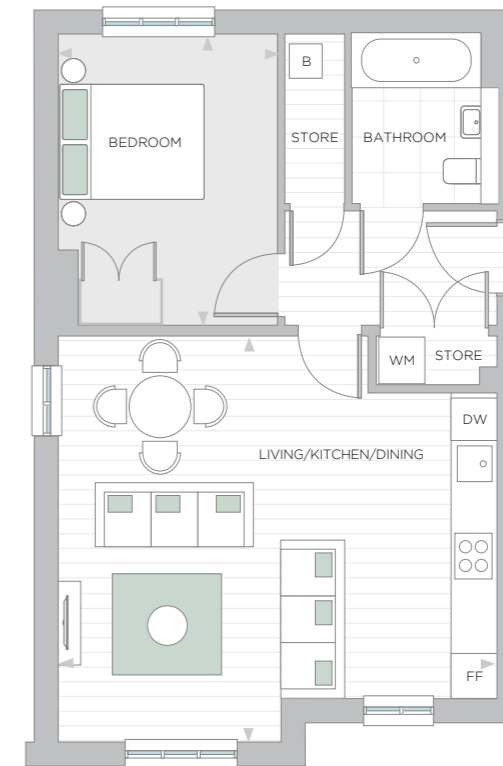 B
BEDROOM
STORE
BATHROOM
WM
STORE
DW
LIVING/KITCHEN/DINING
FF